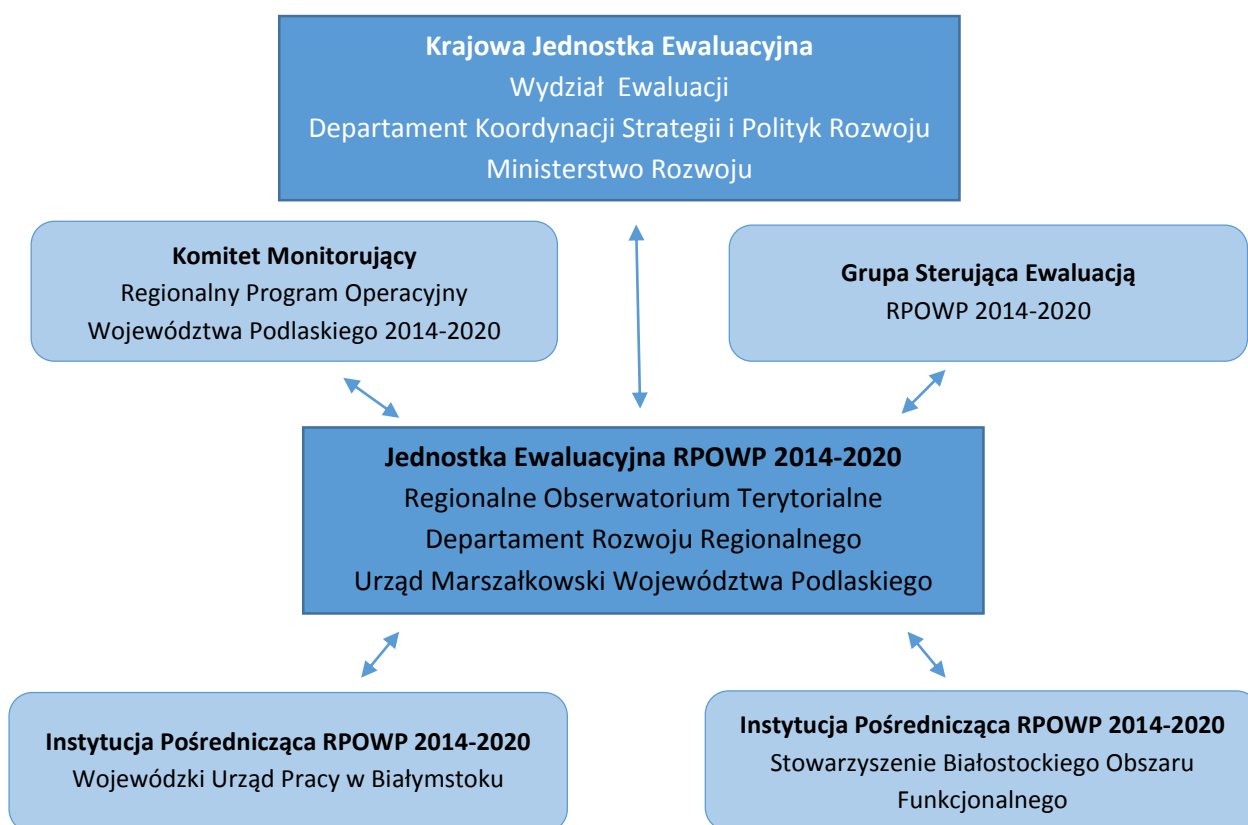 Krajowa Jednostka Ewaluacyjna
Wydział Ewaluacji
Departament Koordynacji Strategii i Polityk Rozwoju
Ministerstwo Rozwoju
Komitet Monitorujący
Regionalny Program Operacyjny
Województwa Podlaskiego 2014-2020
Grupa Sterująca Ewaluacją
RPOWP 2014-2020
Jednostka Ewaluacyjna RPOWP 2014-2020
Regionalne Obserwatorium Terytorialne
Departament Rozwoju Regionalnego
Urząd Marszałkowski Województwa Podlaskiego
Instytucja Pośrednicząca RPOWP 2014-2020
Wojewódzki Urząd Pracy w Białymstoku
Instytucja Pośrednicząca RPOWP 2014-2020
Stowarzyszenie Białostockiego Obszaru
Funkcjonalnego